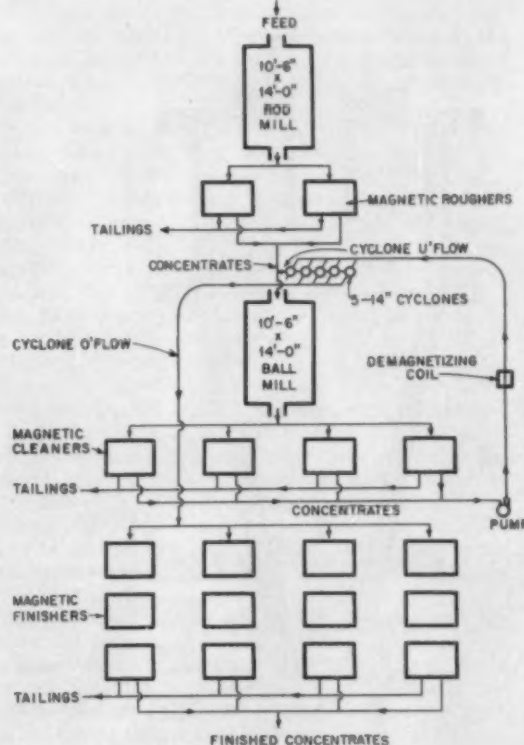 FEED
10'-6"
x
14'-0"
ROD
MILL
MAGNETIC ROUGHERS
TAILINGS
CYCLONE U'FLOW
CONCENTRATES
5-14" CYCLONES
10'-6"
x
14'-0"
BALL
MILL
CYCLONE O'FLOW
DEMAGNETIZING
COIL
MAGNETIC
CLEANERS
TAILINGS
CONCENTRATES
PUMP
MAGNETIC
FINISHERS
TAILINGS
FINISHED CONCENTRATES